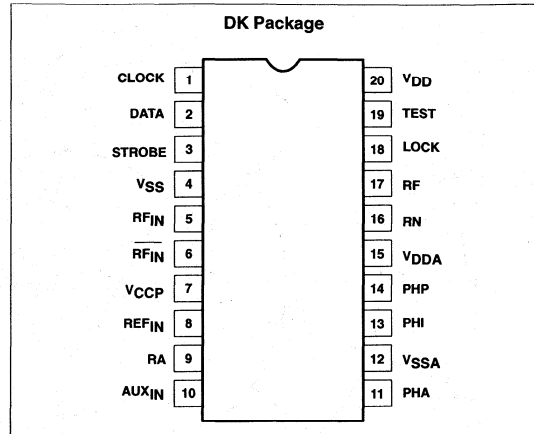 DK Package
CLOCK 1 20 VDD
DATA 2 19 TEST
STROBE 3 18 LOCK
VSS 4 17 RF
RFIN 5 16 RN
RFIN 6 15 VDDA
VCCP 7 14 PHP
REFIN 8 13 PHI
RA 9 12 VSSA
AUXIN 10 11 PHA